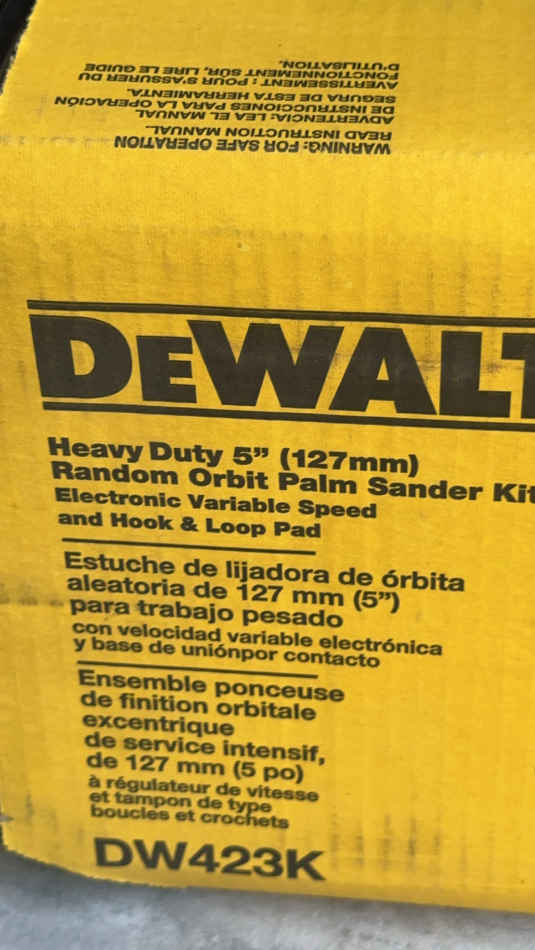 WARNING: FOR SAFE OPERATION
READ INSTRUCTION MANUAL.
ADVERTENCIA: LEA EL MANUAL
DE INSTRUCCIONES PARA LA OPERACIÓN
SEGURA DE ESTA HERRAMIENTA.
AVERTISSEMENT : POUR S'ASSURER DU
FONCTIONNEMENT SÛR, LIRE LE GUIDE
D'UTILISATION.
DEWALT
Heavy Duty 5" (127mm)
Random Orbit Palm Sander Kit
Electronic Variable Speed
and Hook & Loop Pad
Estuche de lijadora de órbita
aleatoria de 127 mm (5")
para trabajo pesado
con velocidad variable electrónica
y base de uniónpor contacto
Ensemble ponceuse
de finition orbitale
excentrique
de service intensif,
de 127 mm (5 po)
à régulateur de vitesse
et tampon de type
boucles et crochets
DW423K